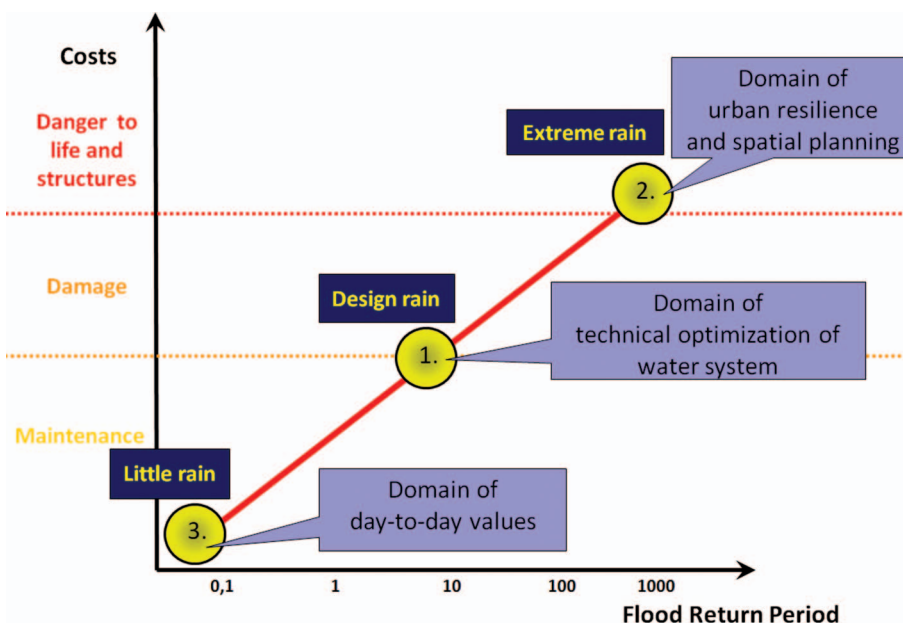 Costs
Danger to
life and
structures
Damage
Maintenance
Extreme rain
Design rain
Little rain
2.
1.
3.
Domain of
urban resilience
and spatial planning
Domain of
technical optimization of
water system
Domain of
day-to-day values
0,1 1 10 100 1000
Flood Return Period